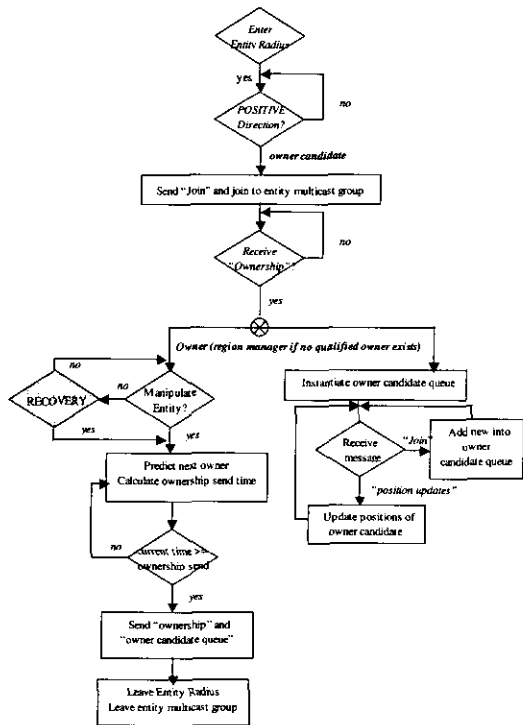 Enter
Entity Radius
yes
POSITIVE
Direction?
no
owner candidate
Send "Join" and join to entity multicast group
Receive
"Ownership"
no
yes
Owner (region manager if no qualified owner exists)
no
RECOVERY
no
Manipulate
Entity?
yes
yes
Predict next owner
Calculate ownership send time
no
current time >=
ownership send
yes
Send "ownership" and
"owner candidate queue"
Leave Entity Radius
Leave entity multicast group
Instantiate owner candidate queue
Receive
message
"Join"
Add new into
owner
candidate queue
"position updates"
Update positions of
owner candidate